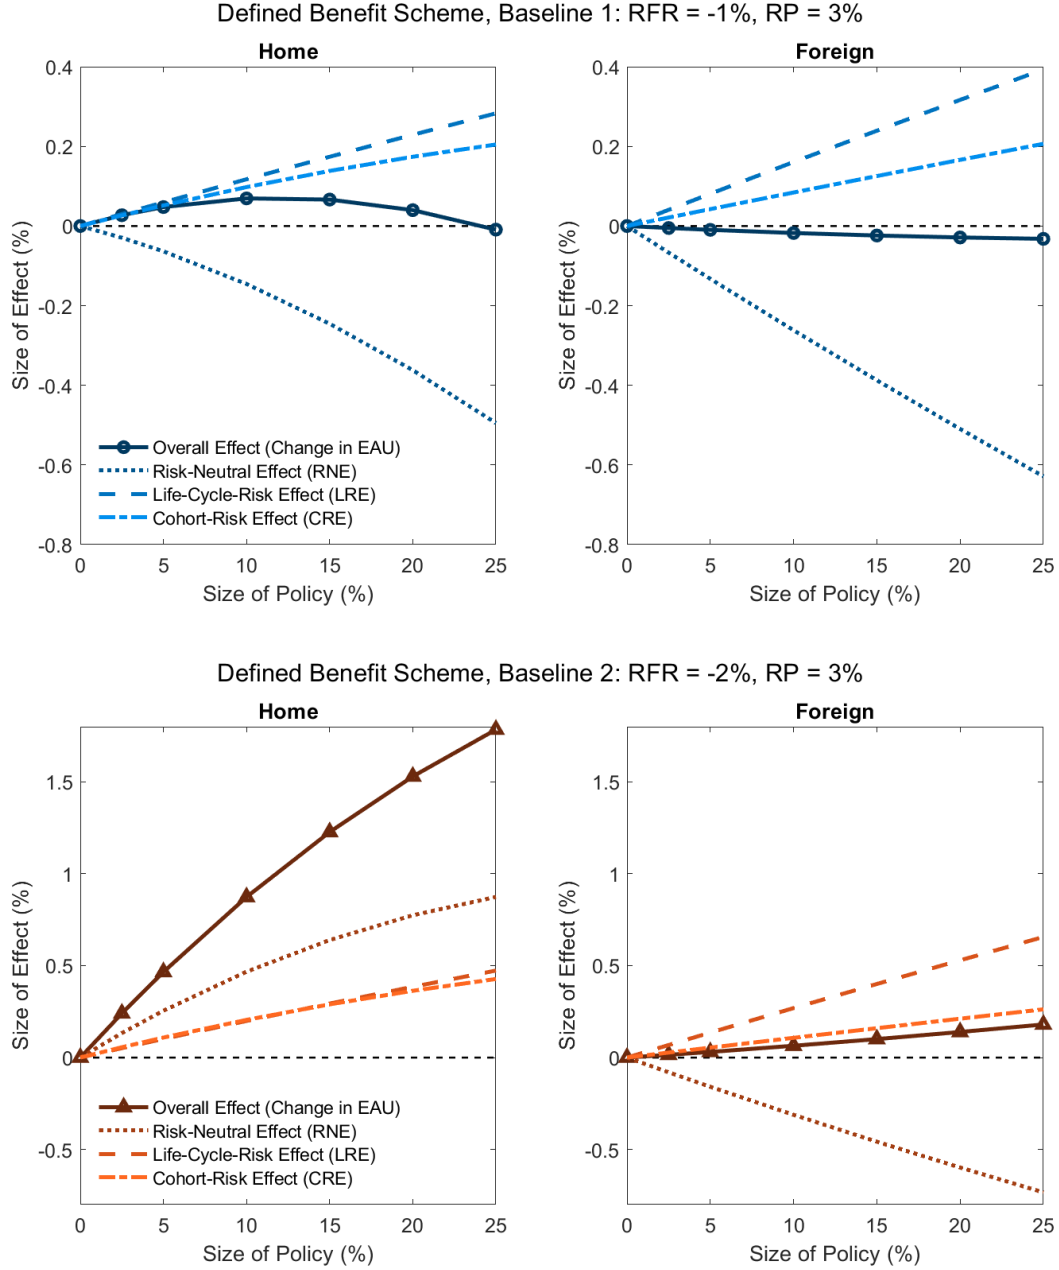 Defined Benefit Scheme, Baseline 1: RFR = -1%, RP = 3%
Home
0.4
0.2
0
-0.2
-0.4
-0.6
-0.8
Size of Effect (%)
Overall Effect (Change in EAU)
Risk-Neutral Effect (RNE)
Life-Cycle-Risk Effect (LRE)
Cohort-Risk Effect (CRE)
0 5 10 15 20 25
Size of Policy (%)
Foreign
0.4
0.2
0
-0.2
-0.4
-0.6
-0.8
Size of Effect (%)
0 5 10 15 20 25
Size of Policy (%)
Defined Benefit Scheme, Baseline 2: RFR = -2%, RP = 3%
Home
1.5
1
0.5
0
-0.5
Size of Effect (%)
Overall Effect (Change in EAU)
Risk-Neutral Effect (RNE)
Life-Cycle-Risk Effect (LRE)
Cohort-Risk Effect (CRE)
0 5 10 15 20 25
Size of Policy (%)
Foreign
1.5
1
0.5
0
-0.5
Size of Effect (%)
0 5 10 15 20 25
Size of Policy (%)